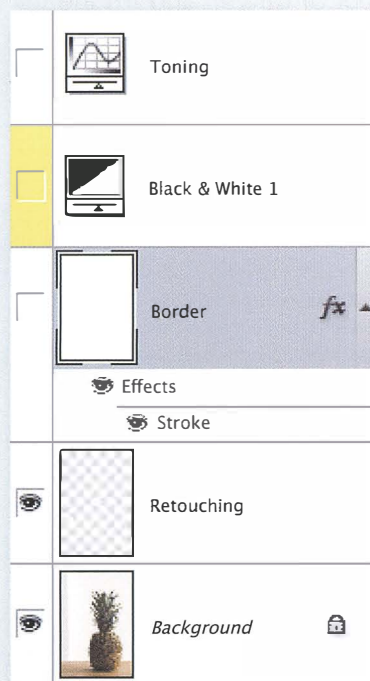 Toning
Black & White 1
Border fx
Effects
Stroke
Retouching
Background